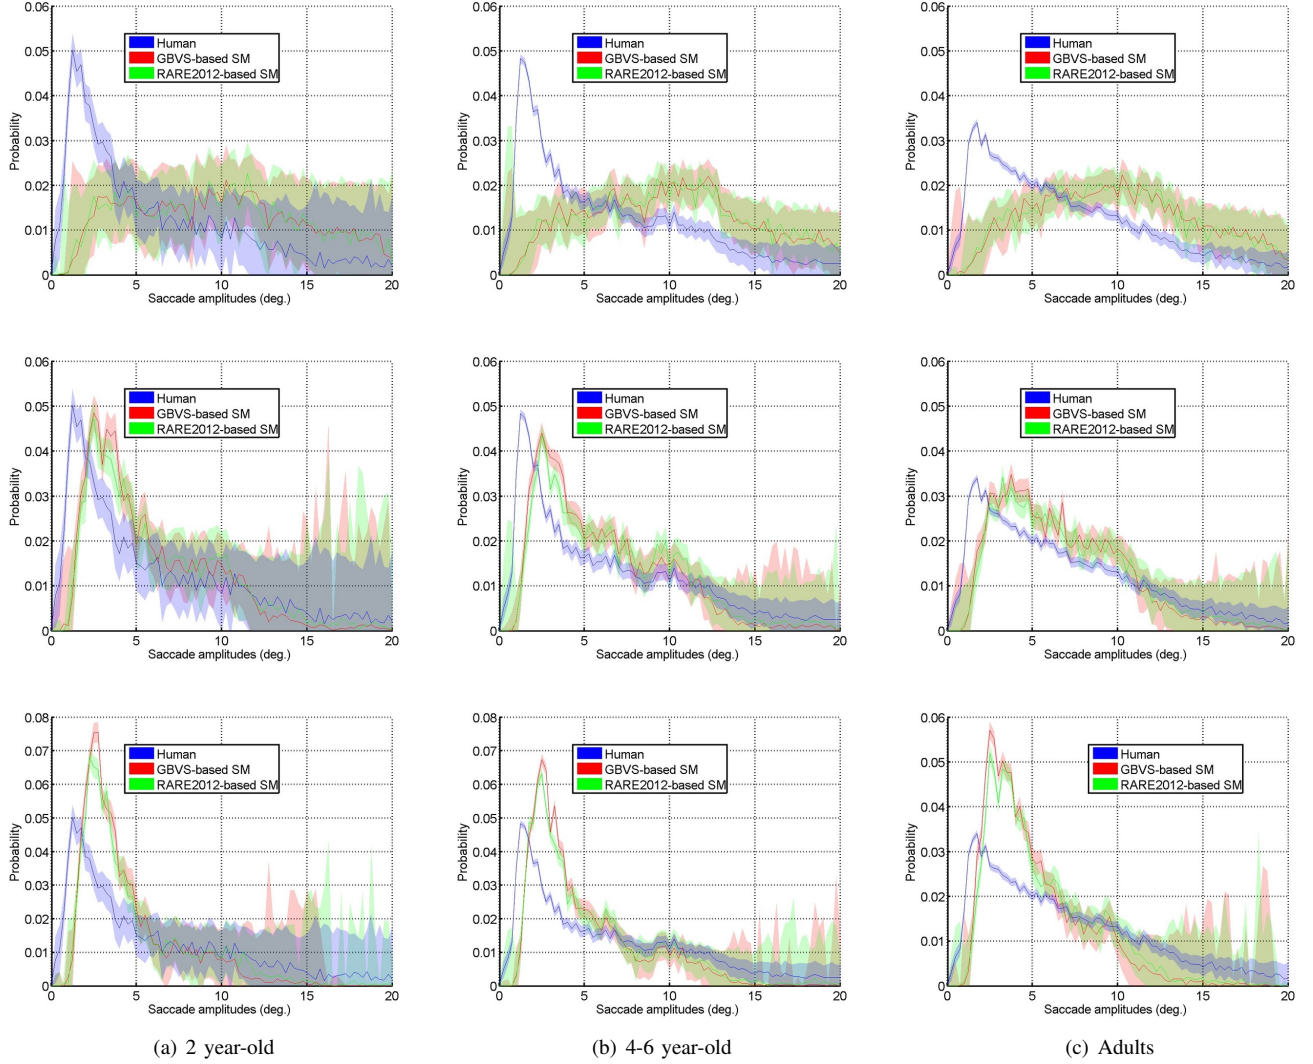 0.06
0.05
0.04
0.03
0.02
0.01
0
Probability
Human
GBVS-based SM
RARE2012-based SM
0 5 10 15 20
Saccade amplitudes (deg.)
0.06
0.05
0.04
0.03
0.02
0.01
0
Probability
Human
GBVS-based SM
RARE2012-based SM
0 5 10 15 20
Saccade amplitudes (deg.)
0.06
0.05
0.04
0.03
0.02
0.01
0
Probability
Human
GBVS-based SM
RARE2012-based SM
0 5 10 15 20
Saccade amplitudes (deg.)
0.06
0.05
0.04
0.03
0.02
0.01
0
Probability
Human
GBVS-based SM
RARE2012-based SM
0 5 10 15 20
Saccade amplitudes (deg.)
0.06
0.05
0.04
0.03
0.02
0.01
0
Probability
Human
GBVS-based SM
RARE2012-based SM
0 5 10 15 20
Saccade amplitudes (deg.)
0.06
0.05
0.04
0.03
0.02
0.01
0
Probability
Human
GBVS-based SM
RARE2012-based SM
0 5 10 15 20
Saccade amplitudes (deg.)
0.08
0.07
0.06
0.05
0.04
0.03
0.02
0.01
0
Probability
Human
GBVS-based SM
RARE2012-based SM
0 5 10 15 20
Saccade amplitudes (deg.)
0.08
0.07
0.06
0.05
0.04
0.03
0.02
0.01
0
Probability
Human
GBVS-based SM
RARE2012-based SM
0 5 10 15 20
Saccade amplitudes (deg.)
0.06
0.05
0.04
0.03
0.02
0.01
0
Probability
Human
GBVS-based SM
RARE2012-based SM
0 5 10 15 20
Saccade amplitudes (deg.)
(a) 2 year-old
(b) 4-6 year-old
(c) Adults